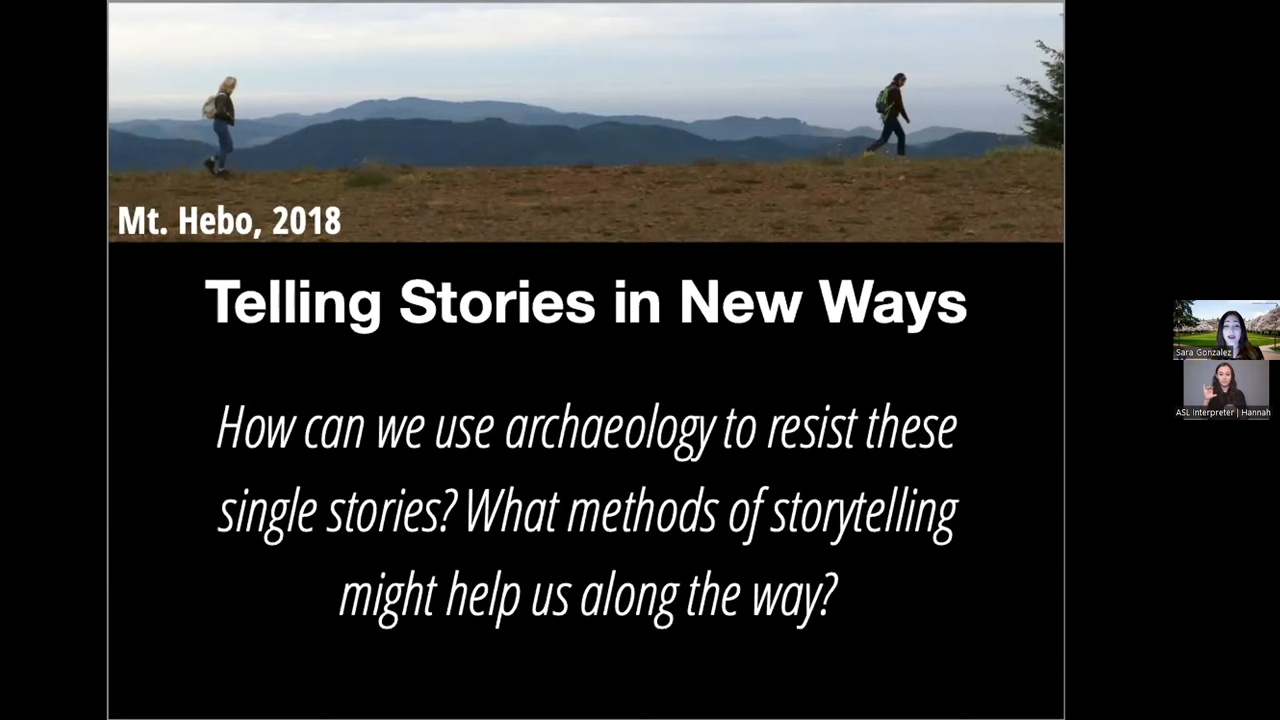 Mt. Hebo, 2018
Telling Stories in New Ways
How can we use archaeology to resist these
single stories? What methods of storytelling
might help us along the way?
Sara Gonzalez
ASL Interpreter | Hannah